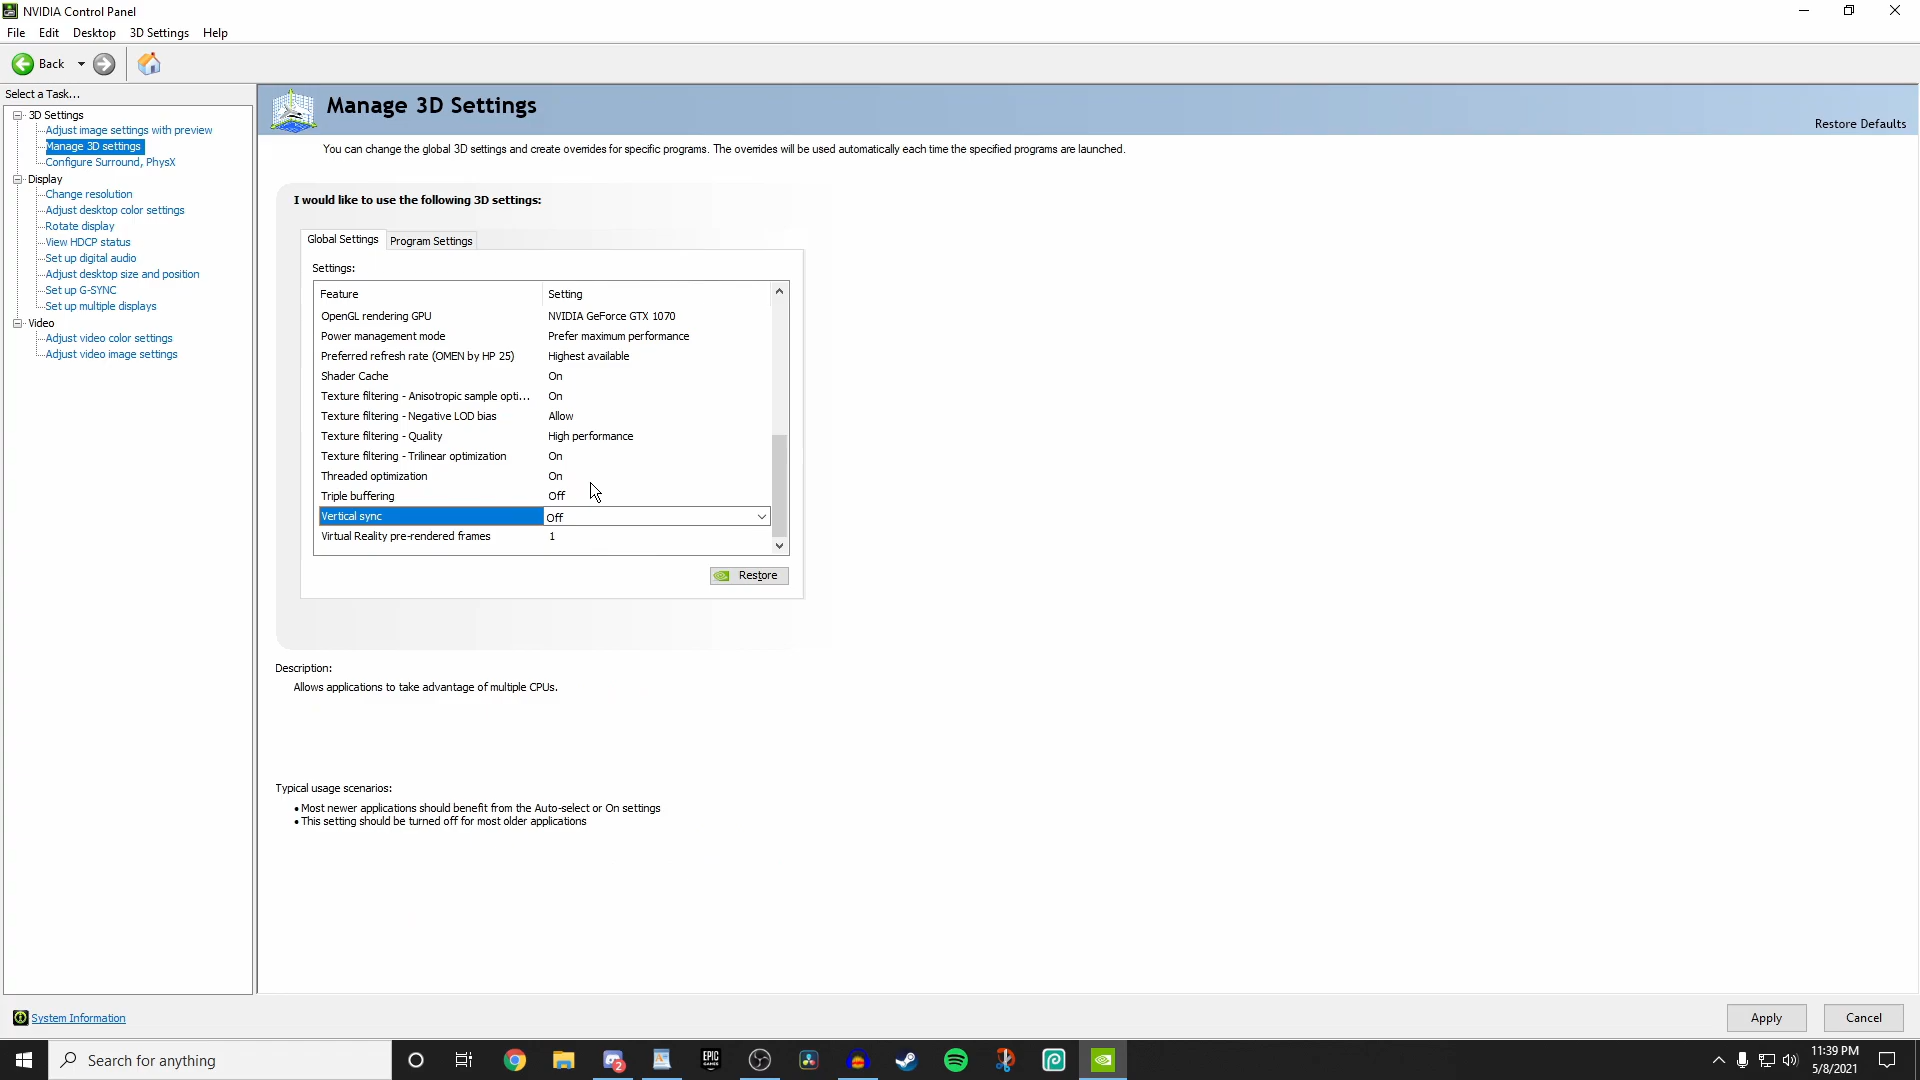 NVIDIA Control Panel
File Edit Desktop 3D Settings Help
Back
Select a Task...
3D Settings
Adjust image settings with preview
Manage 3D settings
Configure Surround, PhysX
Display
Change resolution
Adjust desktop color settings
Rotate display
View HDCP status
Set up digital audio
Adjust desktop size and position
Set up G-SYNC
Set up multiple displays
Video
Adjust video color settings
Adjust video image settings
System Information
Manage 3D Settings
Restore Defaults
You can change the global 3D settings and create overrides for specific programs. The overrides will be used automatically each time the specified programs are launched.
I would like to use the following 3D settings:
Global Settings Program Settings
Settings:
Feature Setting
OpenGL rendering GPU NVIDIA GeForce GTX 1070
Power management mode Prefer maximum performance
Preferred refresh rate (OMEN by HP 25) Highest available
Shader Cache On
Texture filtering - Anisotropic sample opti... On
Texture filtering - Negative LOD bias Allow
Texture filtering - Quality High performance
Texture filtering - Trilinear optimization On
Threaded optimization On
Triple buffering Off
Vertical sync Off
Virtual Reality pre-rendered frames 1
Restore
Description:
Allows applications to take advantage of multiple CPUs.
Typical usage scenarios:
• Most newer applications should benefit from the Auto-select or On settings
• This setting should be turned off for most older applications
Apply Cancel
Search for anything
2
EPIC
GAMES
11:39 PM
5/8/2021